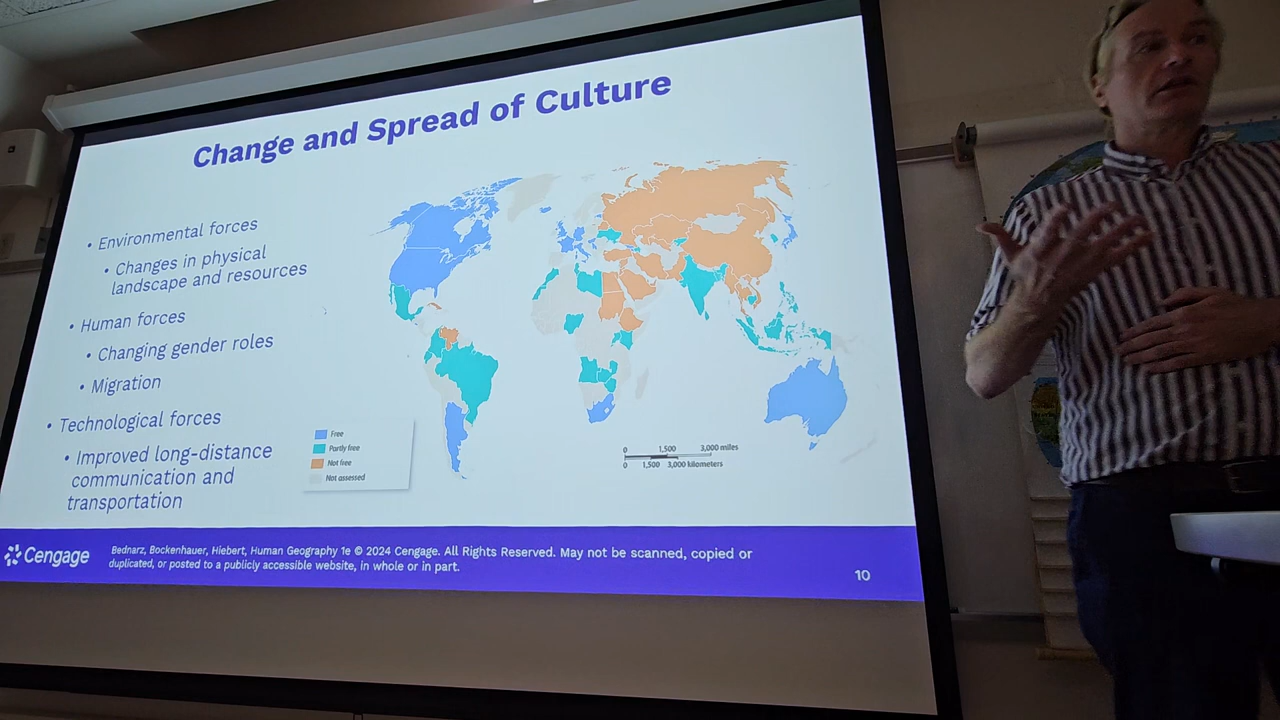 Change and Spread of Culture
• Environmental forces
• Changes in physical
landscape and resources
• Human forces
• Changing gender roles
• Migration
• Technological forces
• Improved long-distance
communication and
transportation
Free
Partly free
Not free
Not assessed
0 1,500 3,000 miles
0 1,500 3,000 kilometers
Cengage
Bednarz, Bockenhauer, Hiebert, Human Geography 1e © 2024 Cengage. All Rights Reserved. May not be scanned, copied or
duplicated, or posted to a publicly accessible website, in whole or in part.
10